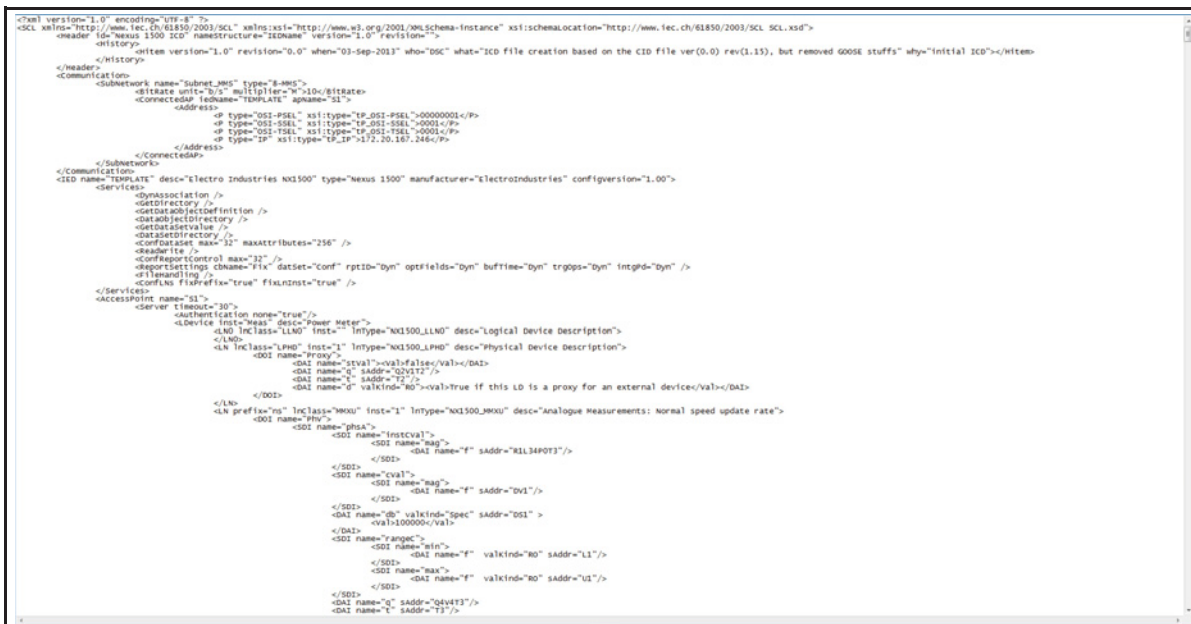 <?xml version="1.0" encoding="UTF-8" ?>
<SCL xmlns="http://www.iec.ch/61850/2003/SCL" xmlns:xsi="http://www.w3.org/2001/XMLSchema-instance" xsi:schemaLocation="http://www.iec.ch/61850/2003/SCL SCL.xsd">
<Header id="Nexus 1500 ICD" nameStructure="IEDName" version="1.0" revision="">
<History>
<Hitem version="1.0" revision="0.0" when="03-Sep-2013" who="DSC" what="ICD file creation based on the CID file ver(0.0) rev(1.15), but removed GOOSE stuffs" why="initial ICD"></Hitem>
</History>
</Header>
<Communication>
<SubNetwork name="Subnet_MMS" type="8-MMS">
<BitRate unit="b/s" multiplier="M">10</BitRate>
<ConnectedAP iedName="TEMPLATE" apName="S1">
<Address>
<P type="OSI-PSEL" xsi:type="tP_OSI-PSEL">00000001</P>
<P type="OSI-SSEL" xsi:type="tP_OSI-SSEL">0001</P>
<P type="OSI-TSEL" xsi:type="tP_OSI-TSEL">0001</P>
<P type="IP" xsi:type="tP_IP">172.20.167.246</P>
</Address>
</ConnectedAP>
</SubNetwork>
</Communication>
<IED name="TEMPLATE" desc="Electro Industries NX1500" type="Nexus 1500" manufacturer="ElectroIndustries" configVersion="1.00">
<Services>
<DynAssociation />
<GetDirectory />
<GetDataObjectDefinition />
<DataObjectDirectory />
<GetDataSetValue />
<DataSetDirectory />
<ConfDataSet max="32" maxAttributes="256" />
<ReadWrite />
<ConfReportControl max="32" />
<ReportSettings cbName="Fix" datSet="Conf" rptID="Dyn" optFields="Dyn" bufTime="Dyn" trgOps="Dyn" intgPd="Dyn" />
<FileHandling />
<ConfLNs fixPrefix="true" fixLnInst="true" />
</Services>
<AccessPoint name="S1">
<Server timeout="30">
<Authentication none="true"/>
<LDevice inst="Meas" desc="Power Meter">
<LN0 lnClass="LLN0" inst="" lnType="NX1500_LLN0" desc="Logical Device Description">
</LN0>
<LN lnClass="LPHD" inst="1" lnType="NX1500_LPHD" desc="Physical Device Description">
<DOI name="Proxy">
<DAI name="stVal"><Val>false</Val></DAI>
<DAI name="q" sAddr="Q2V1T2"/>
<DAI name="t" sAddr="T2"/>
<DAI name="d" valKind="RO"><Val>True if this LD is a proxy for an external device</Val></DAI>
</DOI>
</LN>
<LN prefix="ns" lnClass="MMXU" inst="1" lnType="NX1500_MMXU" desc="Analogue Measurements: Normal speed update rate">
<DOI name="PhV">
<SDI name="phsA">
<SDI name="instCVal">
<SDI name="mag">
<DAI name="f" sAddr="R1L34P0T3"/>
</SDI>
</SDI>
<SDI name="cVal">
<SDI name="mag">
<DAI name="f" sAddr="DV1"/>
</SDI>
</SDI>
<DAI name="db" valKind="Spec" sAddr="DS1" >
<Val>100000</Val>
</DAI>
<SDI name="rangeC">
<SDI name="min">
<DAI name="f" valKind="RO" sAddr="L1"/>
</SDI>
<SDI name="max">
<DAI name="f" valKind="RO" sAddr="U1"/>
</SDI>
</SDI>
<DAI name="q" sAddr="Q4V4T3"/>
<DAI name="t" sAddr="T3"/>